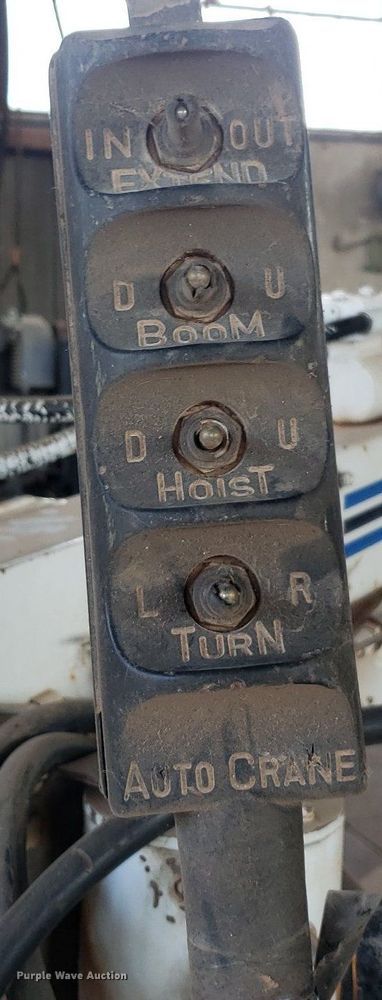 IN OUT
EXTEND
D U
BOOM
D U
HOIST
L R
TURN
AUTO CRANE
Purple Wave Auction